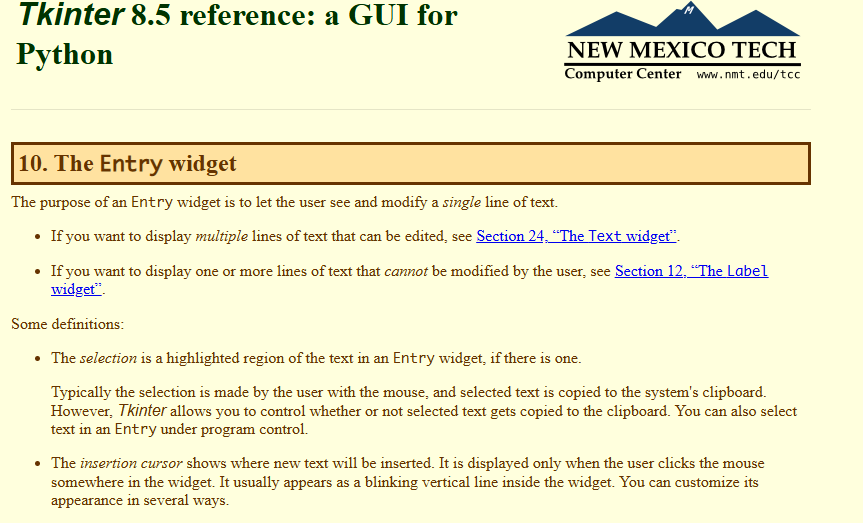 Tkinter 8.5 reference: a GUI for
Python
M
NEW MEXICO TECH
Computer Center www.nmt.edu/tcc
10. The Entry widget
The purpose of an Entry widget is to let the user see and modify a single line of text.
• If you want to display multiple lines of text that can be edited, see Section 24, “The Text widget”.
• If you want to display one or more lines of text that cannot be modified by the user, see Section 12, “The Label
widget”.
Some definitions:
• The selection is a highlighted region of the text in an Entry widget, if there is one.
Typically the selection is made by the user with the mouse, and selected text is copied to the system's clipboard.
However, Tkinter allows you to control whether or not selected text gets copied to the clipboard. You can also select
text in an Entry under program control.
• The insertion cursor shows where new text will be inserted. It is displayed only when the user clicks the mouse
somewhere in the widget. It usually appears as a blinking vertical line inside the widget. You can customize its
appearance in several ways.